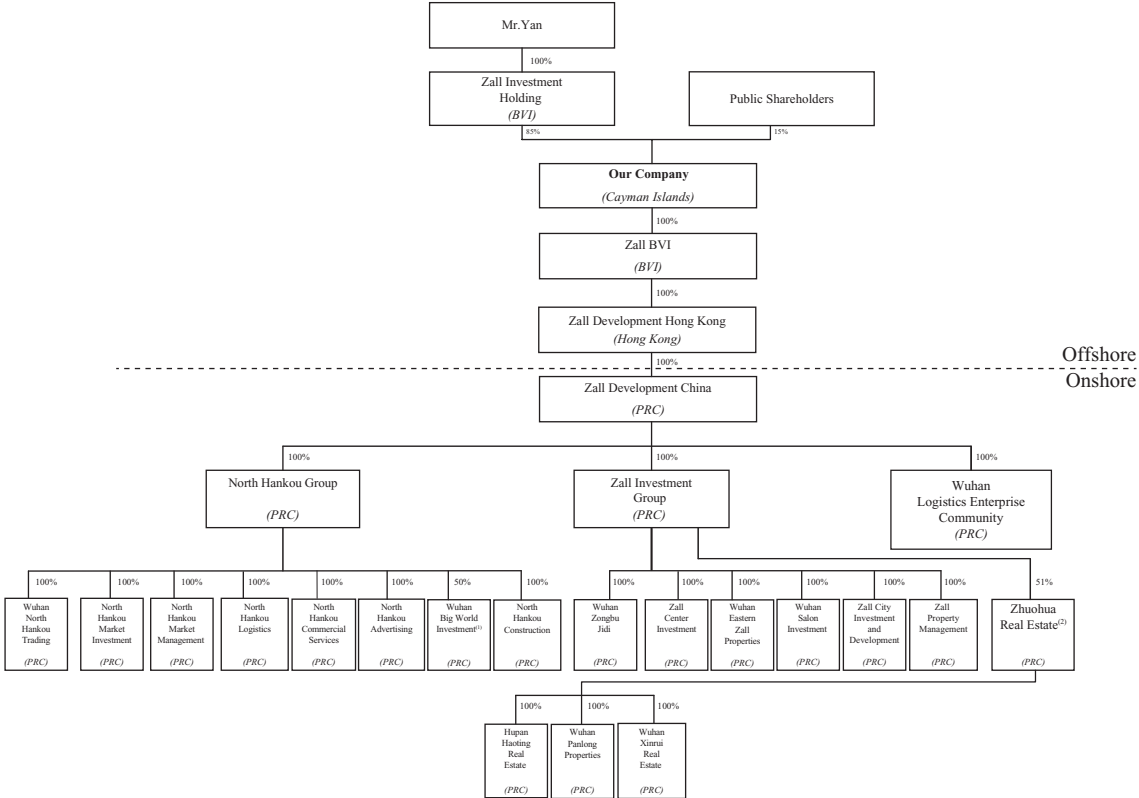 Mr.Yan
100%
Zall Investment
Holding
(BVI)
Public Shareholders
85%
15%
Our Company
(Cayman Islands)
100%
Zall BVI
(BVI)
100%
Zall Development Hong Kong
(Hong Kong)
100%
Offshore
Onshore
Zall Development China
(PRC)
100%
100%
100%
North Hankou Group
(PRC)
Zall Investment
Group
(PRC)
Wuhan
Logistics Enterprise
Community
(PRC)
100%
100%
100%
100%
100%
100%
50%
100%
100%
100%
100%
100%
100%
100%
51%
Wuhan
North
Hankou
Trading
(PRC)
North
Hankou Market
Investment
(PRC)
North
Hankou
Market
Management
(PRC)
North
Hankou
Logistics
(PRC)
North
Hankou
Commercial
Services
(PRC)
North
Hankou
Advertising
(PRC)
Wuhan
Big World
Investment(1)
(PRC)
North
Hankou
Construction
(PRC)
Wuhan
Zongbu
Jidi
(PRC)
Zall
Center
Investment
(PRC)
Wuhan
Eastern
Zall
Properties
(PRC)
Wuhan
Salon
Investment
(PRC)
Zall City
Investment
and
Development
(PRC)
Zall
Property
Management
(PRC)
Zhuohua
Real Estate(2)
(PRC)
100%
100%
100%
Hupan
Haoting
Real
Estate
(PRC)
Wuhan
Panlong
Properties
(PRC)
Wuhan
Xinrui
Real
Estate
(PRC)